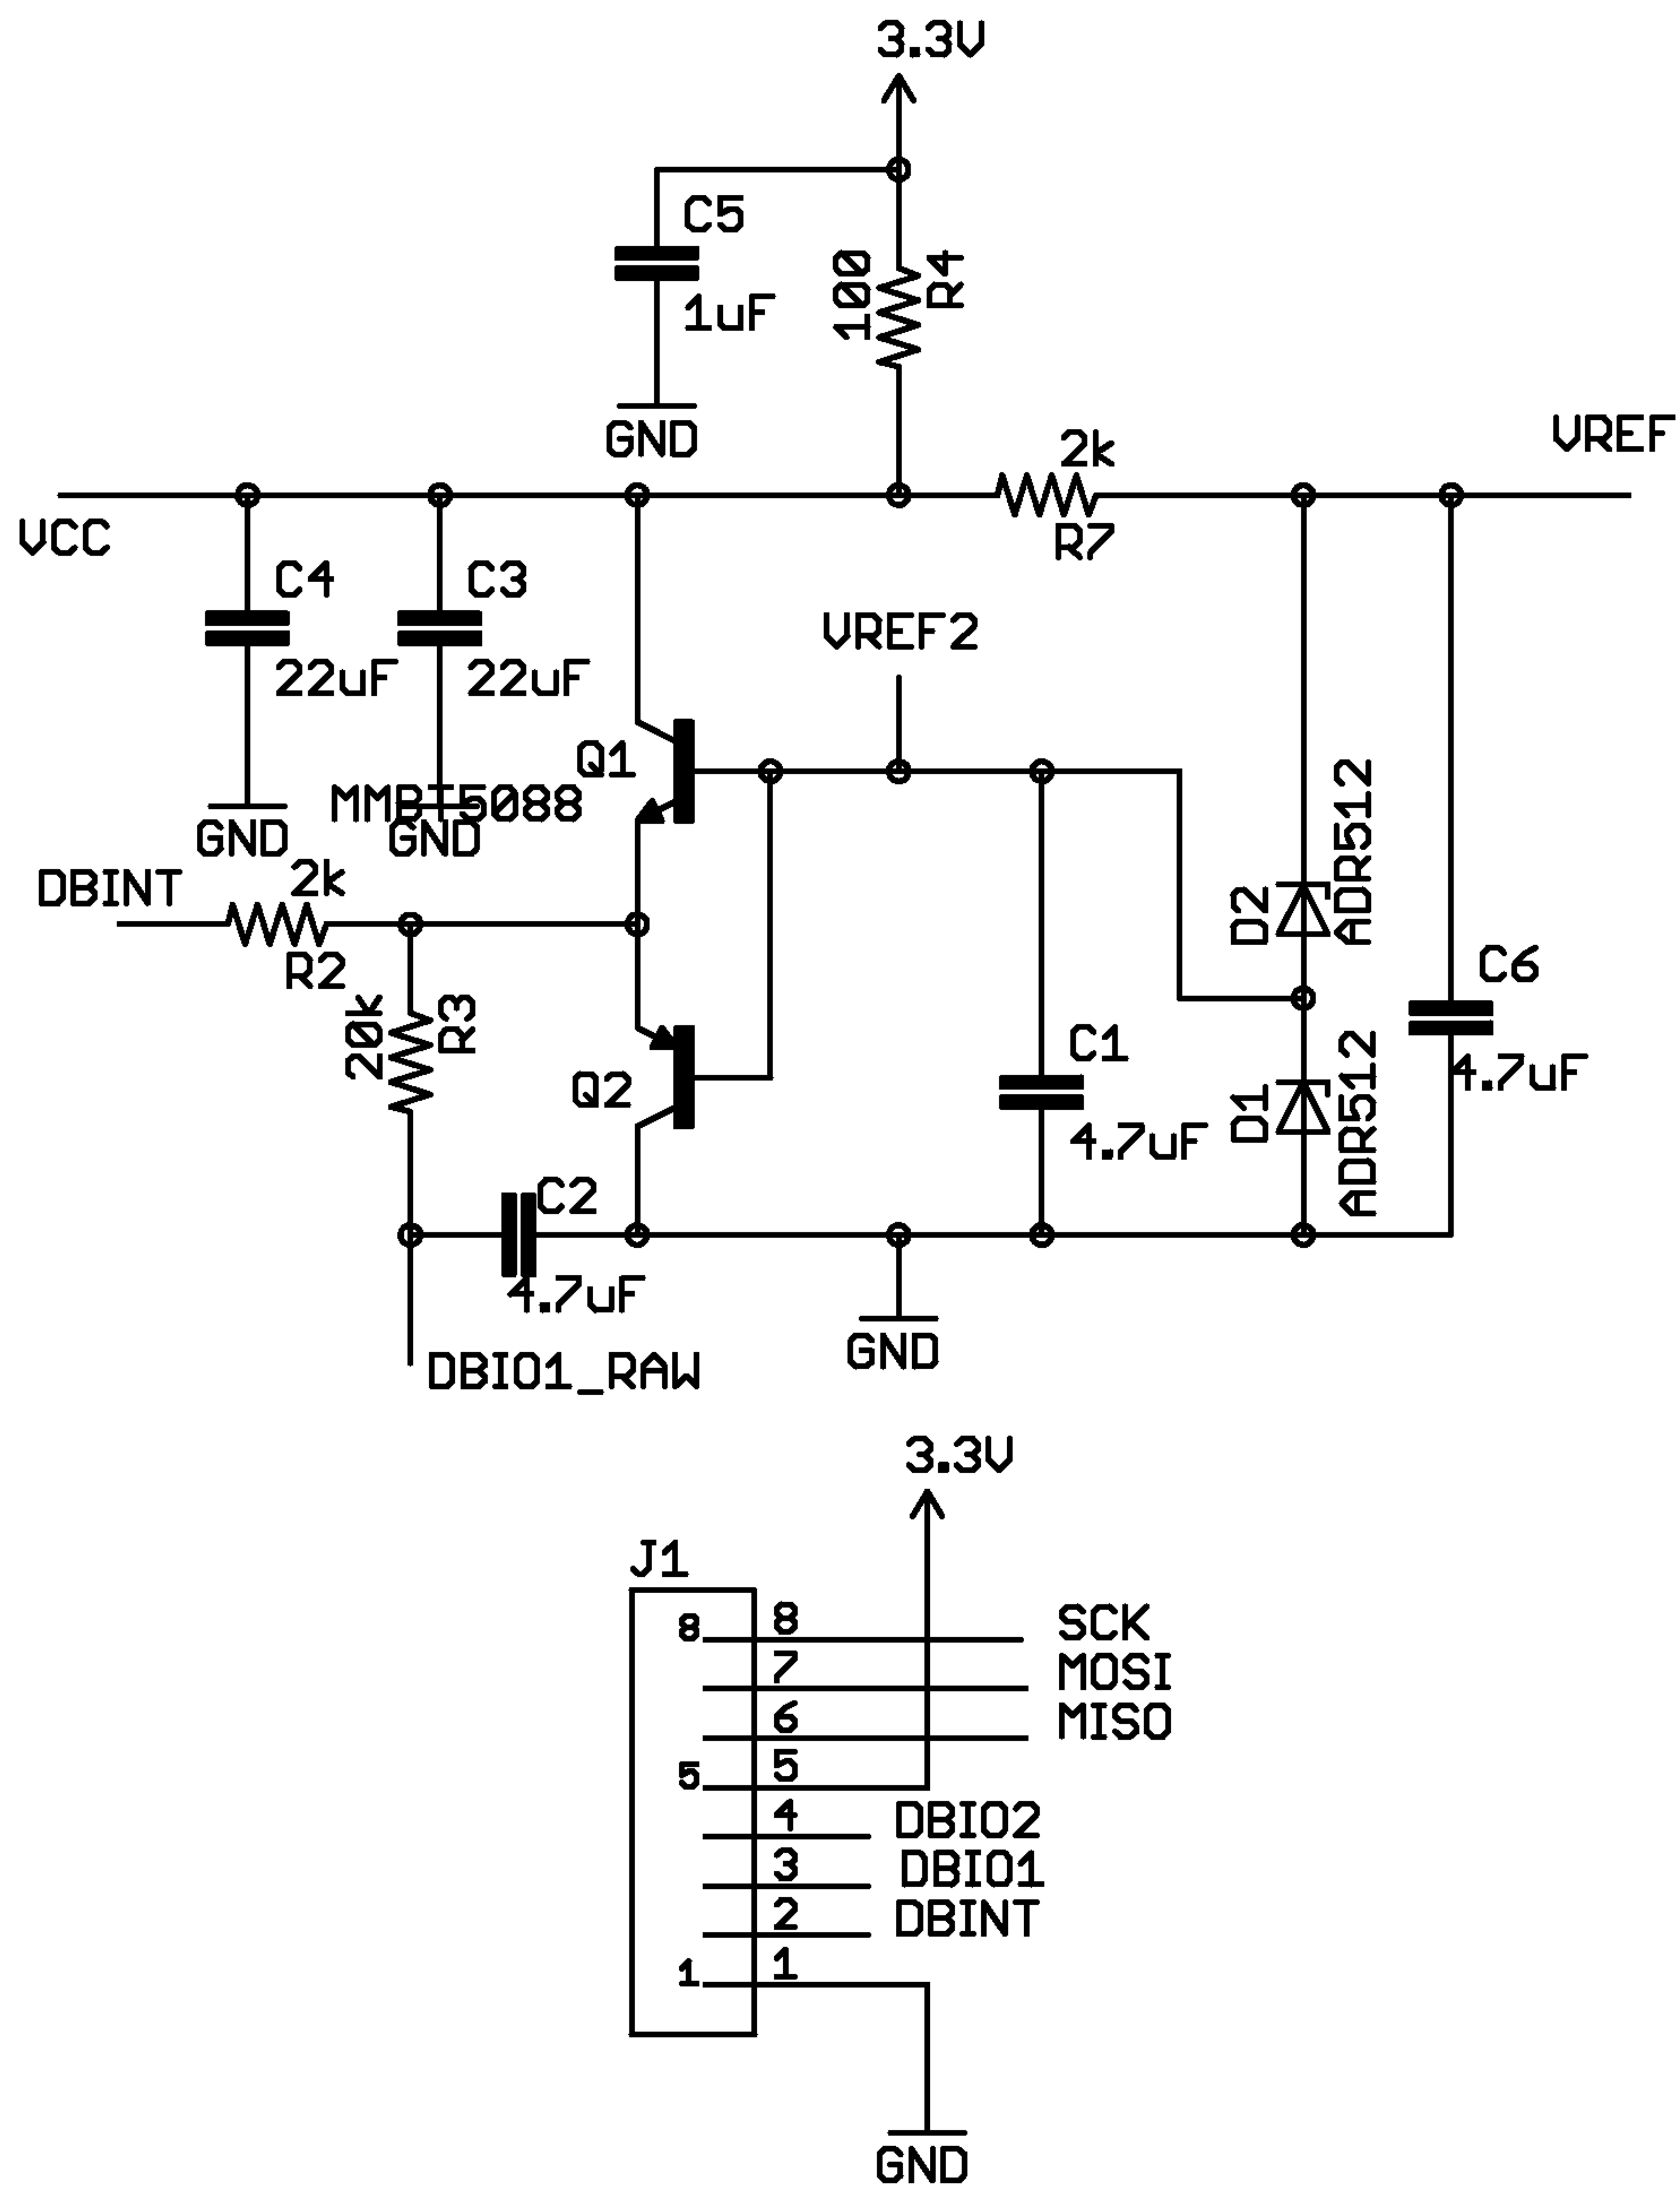 3.3V
C5
1uF
100
R4
GND
VREF
2k
R7
VCC
C4
22uF
C3
22uF
VREF2
Q1
MMBT5088
GND
GND
DBINT
2k
R2
D2
ADR512
20k
R3
Q2
C1
4.7uF
C6
4.7uF
D1
ADR512
C2
4.7uF
GND
DBIO1_RAW
3.3V
J1
8 8 SCK
7 MOSI
6 MISO
5 5
4 DBIO2
3 DBIO1
2 DBINT
1 1
GND